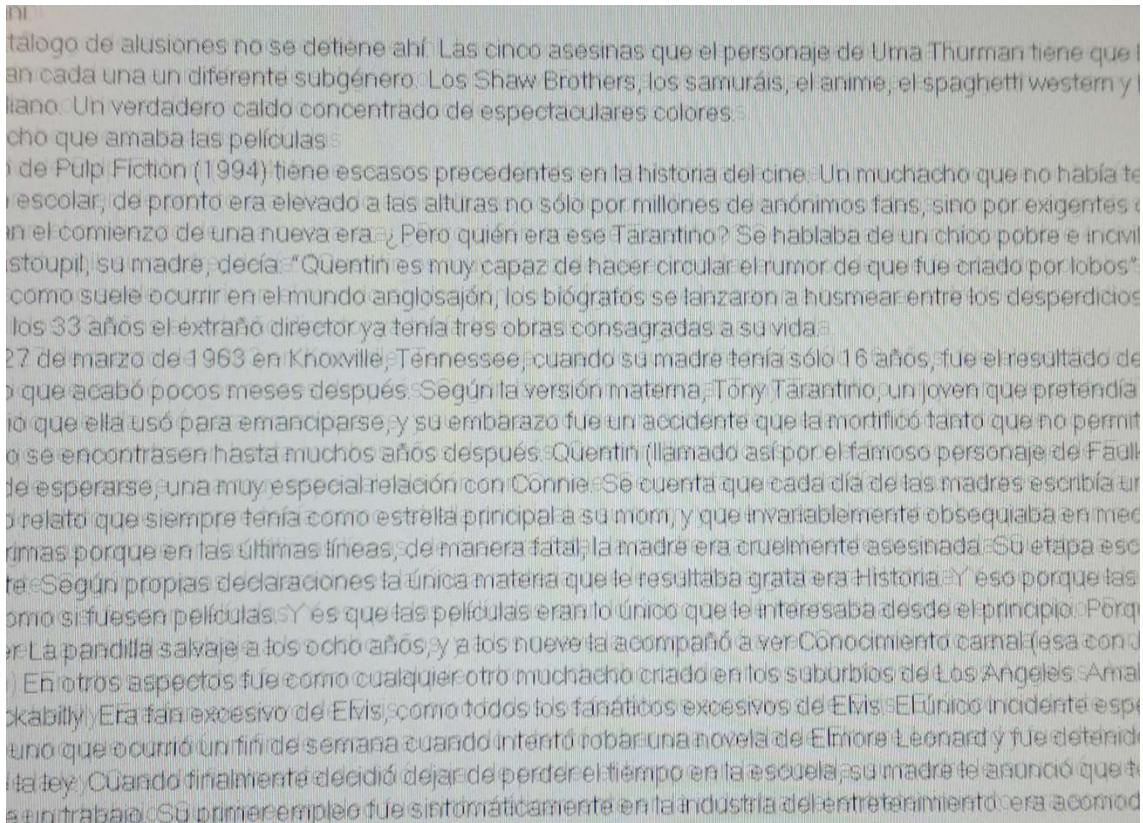 tálogo de alusiones no se detiene ahí. Las cinco asesinas que el personaje de Uma Thurman tiene que
an cada una un diferente subgénero. Los Shaw Brothers, los samuráis, el anime, el spaghetti western y
liano. Un verdadero caldo concentrado de espectaculares colores.
cho que amaba las películas
de Pulp Fiction (1994) tiene escasos precedentes en la historia del cine. Un muchacho que no había te
escolar, de pronto era elevado a las alturas no sólo por millones de anónimos fans, sino por exigentes
an el comienzo de una nueva era. ¿Pero quién era ese Tarantino? Se hablaba de un chico pobre e incivil
stoupil, su madre, decía: "Quentin es muy capaz de hacer circular el rumor de que fue criado por lobos".
como suele ocurrir en el mundo anglosajón, los biógrafos se lanzaron a husmear entre los desperdicios
los 33 años el extraño director ya tenía tres obras consagradas a su vida.
27 de marzo de 1963 en Knoxville, Tennessee, cuando su madre tenía sólo 16 años, fue el resultado de
o que acabó pocos meses después. Según la versión materna, Tony Tarantino, un joven que pretendía
io que ella usó para emanciparse, y su embarazo fue un accidente que la mortificó tanto que no permit
o se encontrasen hasta muchos años después. Quentin (llamado así por el famoso personaje de Faulk
de esperarse, una muy especial relación con Connie. Se cuenta que cada día de las madres escribía un
o relato que siempre tenía como estrella principal a su mom, y que invariablemente obsequiaba en med
rimas porque en las últimas líneas, de manera fatal, la madre era cruelmente asesinada. Su etapa esc
te. Según propias declaraciones la única materia que le resultaba grata era Historia. Y eso porque las
omo si fuesen películas. Y es que las películas eran lo único que le interesaba desde el principio. Porq
er La pandilla salvaje a los ocho años, y a los nueve la acompañó a ver Conocimiento carnal (esa con J
) En otros aspectos fue como cualquier otro muchacho criado en los suburbios de Los Angeles. Amal
ckabilly. Era fan excesivo de Elvis, como todos los fanáticos excesivos de Elvis. El único incidente espe
uno que ocurrió un fin de semana cuando intentó robar una novela de Elmore Leonard y fue detenido
la ley. Cuando finalmente decidió dejar de perder el tiempo en la escuela, su madre le anunció que te
e un trabajo. Su primer empleo fue sintomáticamente en la industria del entretenimiento: era acomod